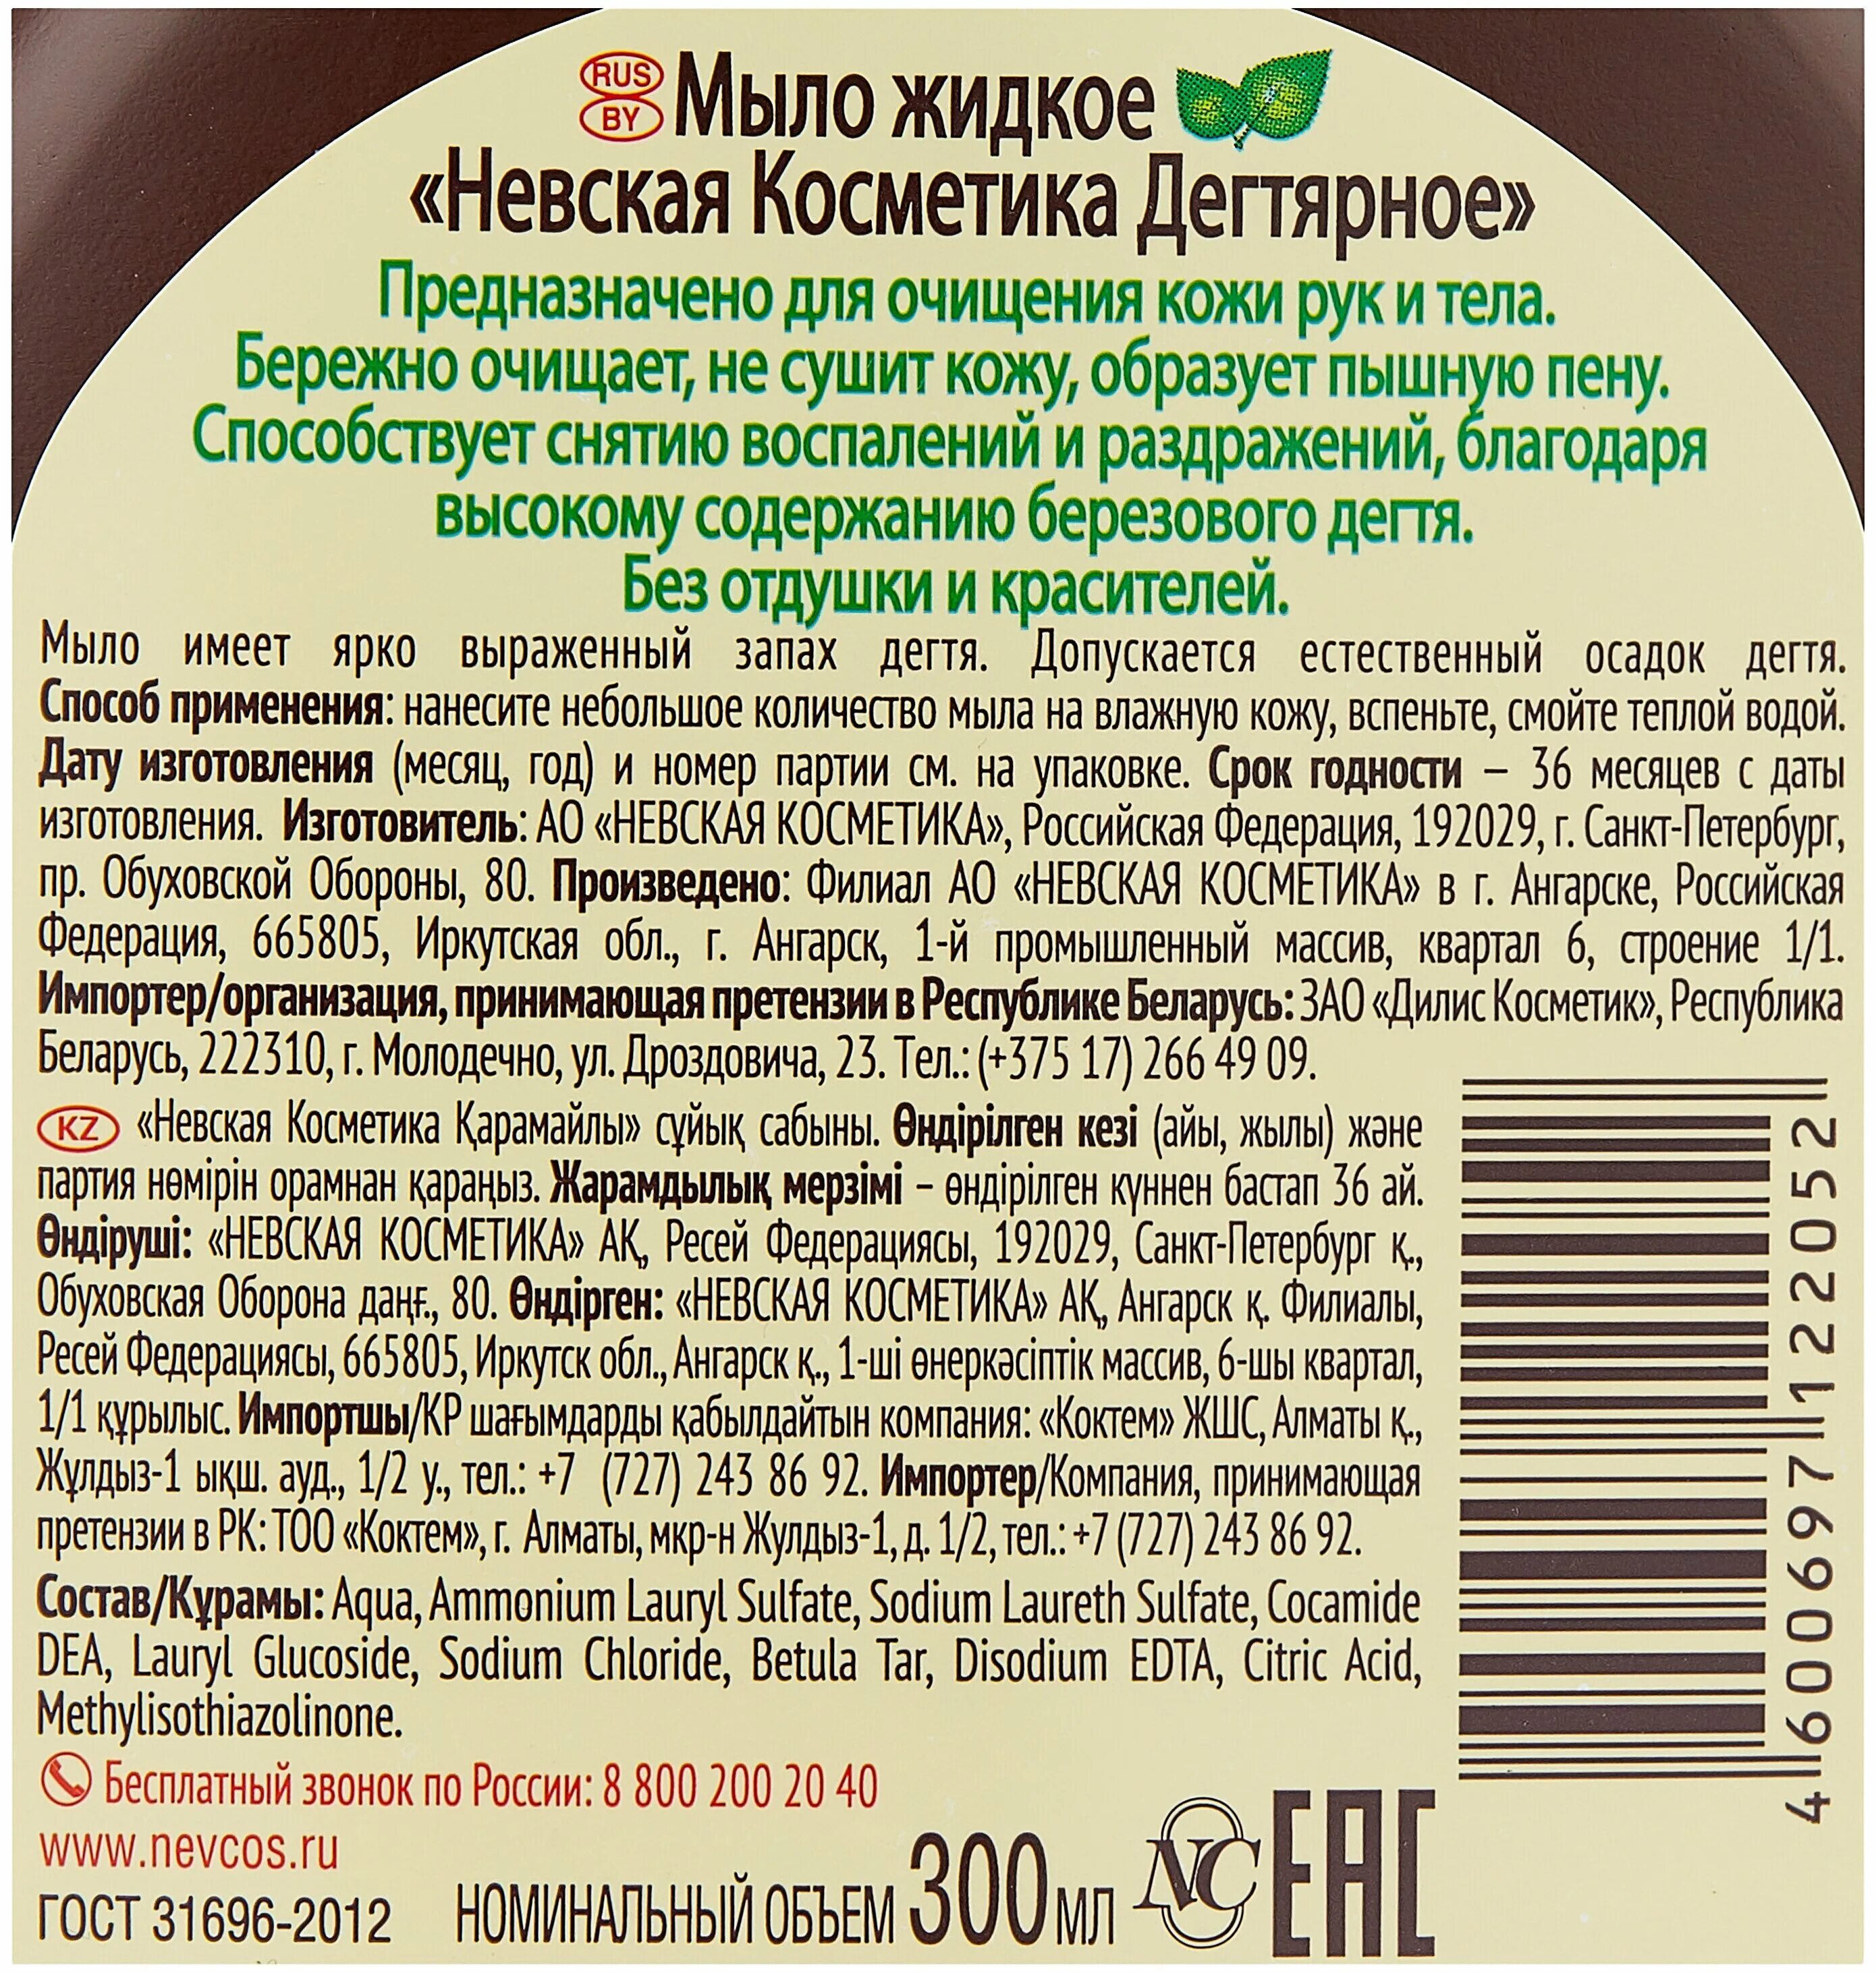 RUS
BY
Мыло жидкое
«Невская Косметика Дегтярное»
Предназначено для очищения кожи рук и тела.
Бережно очищает, не сушит кожу, образует пышную пену.
Способствует снятию воспалений и раздражений, благодаря
высокому содержанию березового дегтя.
Без отдушки и красителей.
Мыло имеет ярко выраженный запах дегтя. Допускается естественный осадок дегтя.
Способ применения: нанесите небольшое количество мыла на влажную кожу, вспеньте, смойте теплой водой.
Дату изготовления (месяц, год) и номер партии см. на упаковке. Срок годности – 36 месяцев с даты
изготовления. Изготовитель: АО «НЕВСКАЯ КОСМЕТИКА», Российская Федерация, 192029, г. Санкт-Петербург,
пр. Обуховской Обороны, 80. Произведено: Филиал АО «НЕВСКАЯ КОСМЕТИКА» в г. Ангарске, Российская
Федерация, 665805, Иркутская обл., г. Ангарск, 1-й промышленный массив, квартал 6, строение 1/1.
Импортер/организация, принимающая претензии в Республике Беларусь: ЗАО «Дилис Косметик», Республика
Беларусь, 222310, г. Молодечно, ул. Дроздовича, 23. Тел.: (+375 17) 266 49 09.
KZ «Невская Косметика Қарамайлы» сұйық сабыны. Өндірілген кезі (айы, жылы) және
партия нөмірін орамнан қараңыз. Жарамдылық мерзімі – өндірілген күннен бастап 36 ай.
Өндіруші: «НЕВСКАЯ КОСМЕТИКА» АҚ, Ресей Федерациясы, 192029, Санкт-Петербург қ.,
Обуховская Оборона даңғ., 80. Өндірген: «НЕВСКАЯ КОСМЕТИКА» АҚ, Ангарск қ. Филиалы,
Ресей Федерациясы, 665805, Иркутск обл., Ангарск қ., 1-ші өнеркәсіптік массив, 6-шы квартал,
1/1 құрылыс. Импортшы/КР шағымдарды қабылдайтын компания: «Коктем» ЖШС, Алматы қ.,
Жұлдыз-1 ықш. ауд., 1/2 у., тел.: +7 (727) 243 86 92. Импортер/Компания, принимающая
претензии в РК: ТОО «Коктем», г. Алматы, мкр-н Жулдыз-1, д. 1/2, тел.: +7 (727) 243 86 92.
Состав/Құрамы: Aqua, Ammonium Lauryl Sulfate, Sodium Laureth Sulfate, Cocamide
DEA, Lauryl Glucoside, Sodium Chloride, Betula Tar, Disodium EDTA, Citric Acid,
Methylisothiazolinone.
Бесплатный звонок по России: 8 800 200 20 40
www.nevcos.ru
ГОСТ 31696-2012
НОМИНАЛЬНЫЙ ОБЪЕМ 300 мл
NC
EAC
4 600697 122052